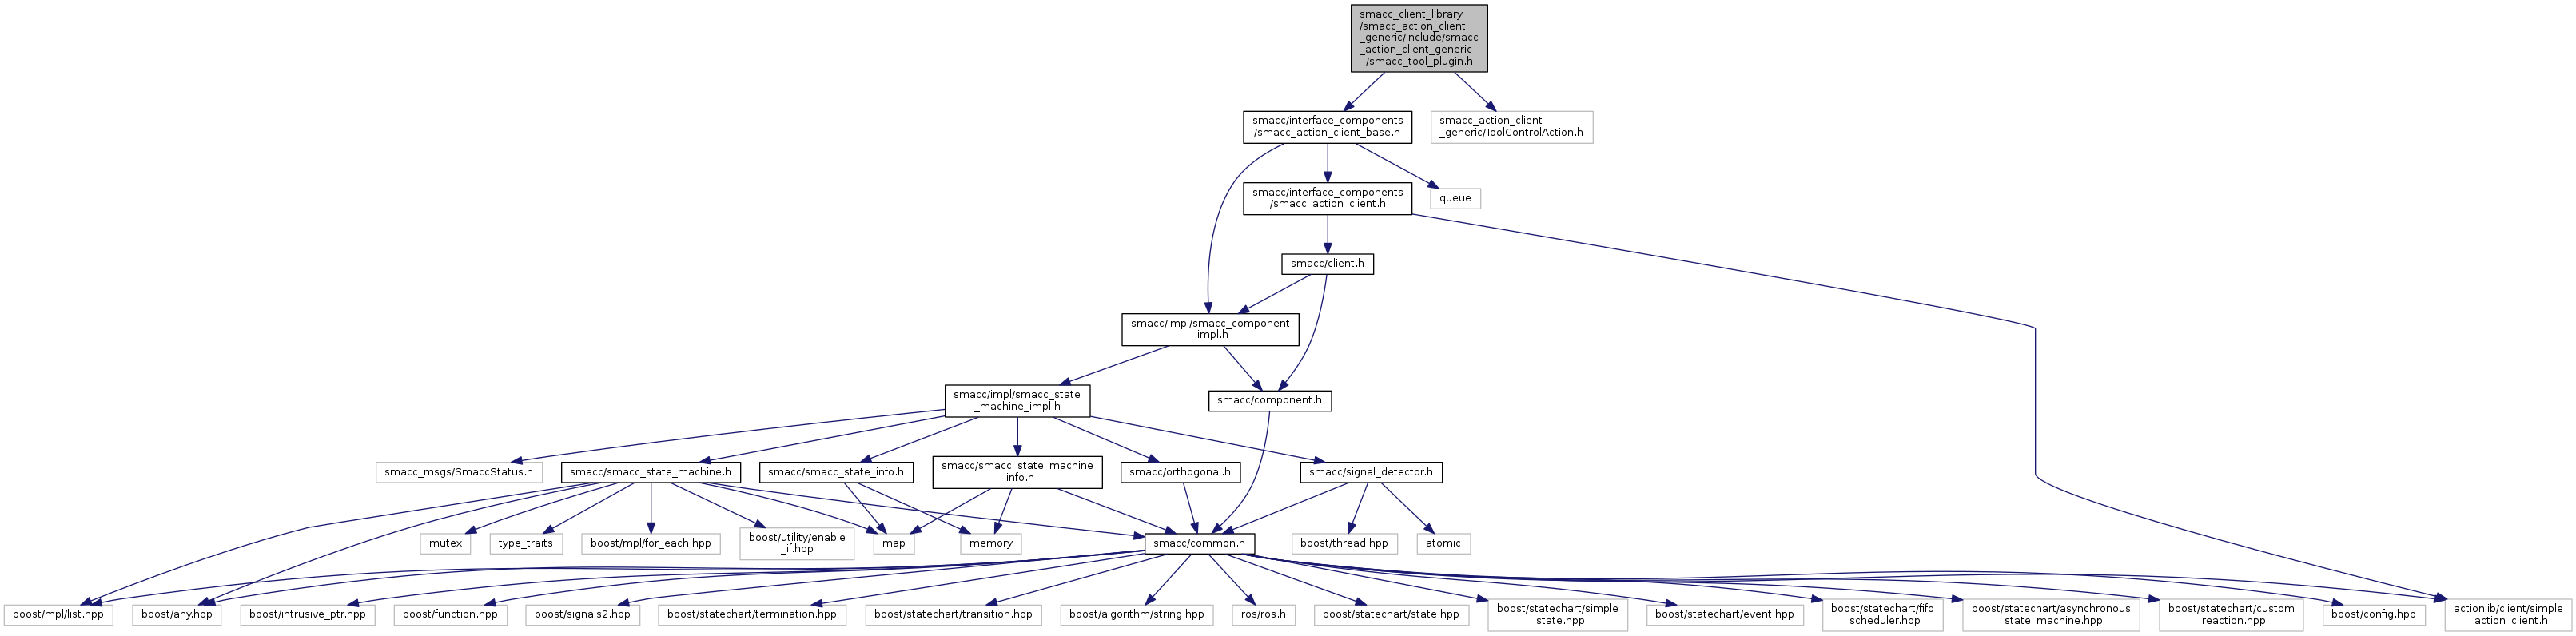 smacc_client_library
/smacc_action_client
_generic/include/smacc
_action_client_generic
/smacc_tool_plugin.h
smacc/interface_components
/smacc_action_client_base.h
smacc_action_client
_generic/ToolControlAction.h
smacc/interface_components
/smacc_action_client.h
queue
smacc/client.h
smacc/impl/smacc_component
_impl.h
smacc/impl/smacc_state
_machine_impl.h
smacc/component.h
smacc_msgs/SmaccStatus.h
smacc/smacc_state_machine.h
smacc/smacc_state_info.h
smacc/smacc_state_machine
_info.h
smacc/orthogonal.h
smacc/signal_detector.h
mutex
type_traits
boost/mpl/for_each.hpp
boost/utility/enable
_if.hpp
map
memory
smacc/common.h
boost/thread.hpp
atomic
boost/mpl/list.hpp
boost/any.hpp
boost/intrusive_ptr.hpp
boost/function.hpp
boost/signals2.hpp
boost/statechart/termination.hpp
boost/statechart/transition.hpp
boost/algorithm/string.hpp
ros/ros.h
boost/statechart/state.hpp
boost/statechart/simple
_state.hpp
boost/statechart/event.hpp
boost/statechart/fifo
_scheduler.hpp
boost/statechart/asynchronous
_state_machine.hpp
boost/statechart/custom
_reaction.hpp
boost/config.hpp
actionlib/client/simple
_action_client.h